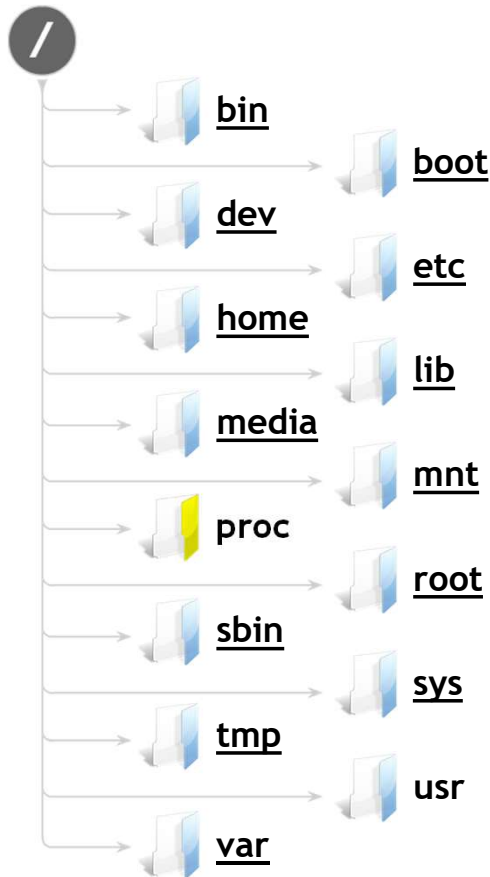 /
bin
boot
dev
etc
home
lib
media
mnt
proc
root
sbin
sys
tmp
usr
var